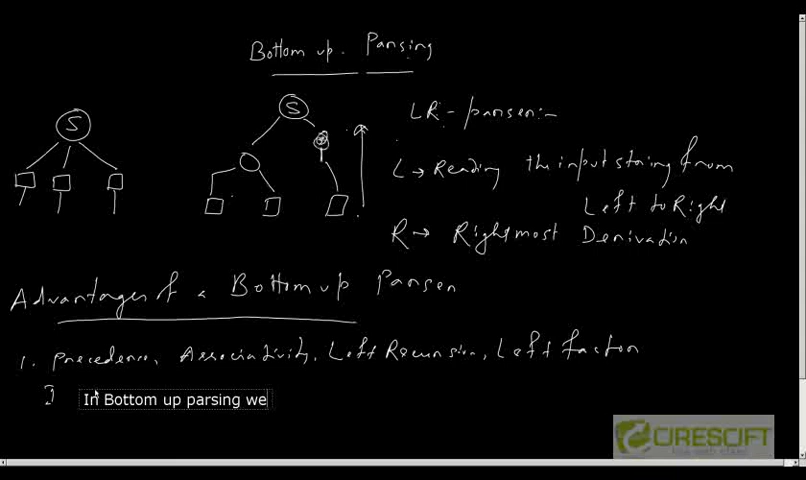 Bottom up. Parsing
S
S
LR - parser :-
L → Reading the input string from
Left to Right
R → Rightmost Derivation
Advantages of a Bottom up Parser
1. Precedence, Associativity, Left Recursion, Left factor
In Bottom up parsing we
CIRESCIFT